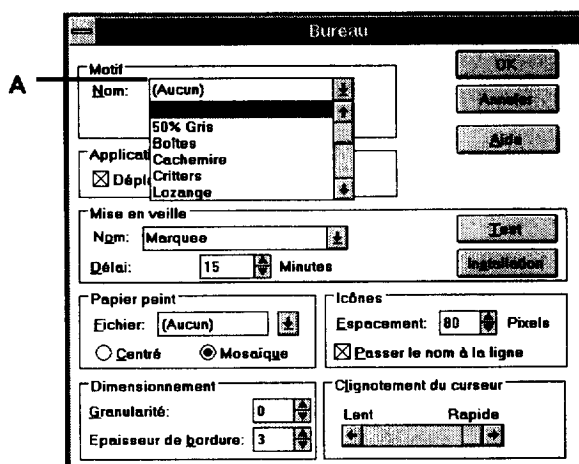 Bureau
A
Motif
Nom: (Aucun)
50% Gris
Boîtes
Cachemire
Critters
Lozange
OK
Annuler
Aide
Applicati
Dépl
Mise en veille
Nom: Marquee
Délai: 15 Minutes
Test
Installation
Papier peint
Fichier: (Aucun)
Centré Mosaïque
Icônes
Espacement: 80 Pixels
Passer le nom à la ligne
Dimensionnement
Granularité: 0
Epaisseur de bordure: 3
Clignotement du curseur
Lent Rapide